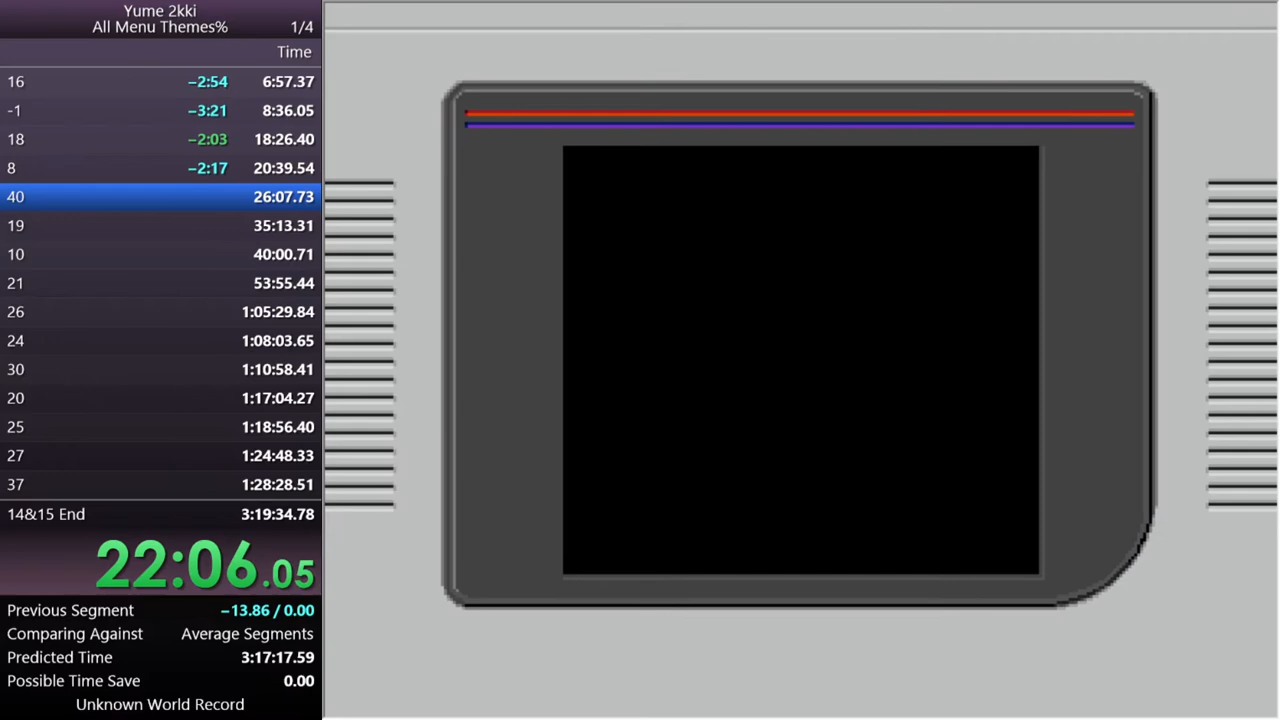 Yume 2kki
All Menu Themes% 1/4
Time
16 −2:54 6:57.37
-1 −3:21 8:36.05
18 −2:03 18:26.40
8 −2:17 20:39.54
40 26:07.73
19 35:13.31
10 40:00.71
21 53:55.44
26 1:05:29.84
24 1:08:03.65
30 1:10:58.41
20 1:17:04.27
25 1:18:56.40
27 1:24:48.33
37 1:28:28.51
14&15 End 3:19:34.78
22:06.05
Previous Segment −13.86 / 0.00
Comparing Against Average Segments
Predicted Time 3:17:17.59
Possible Time Save 0.00
Unknown World Record